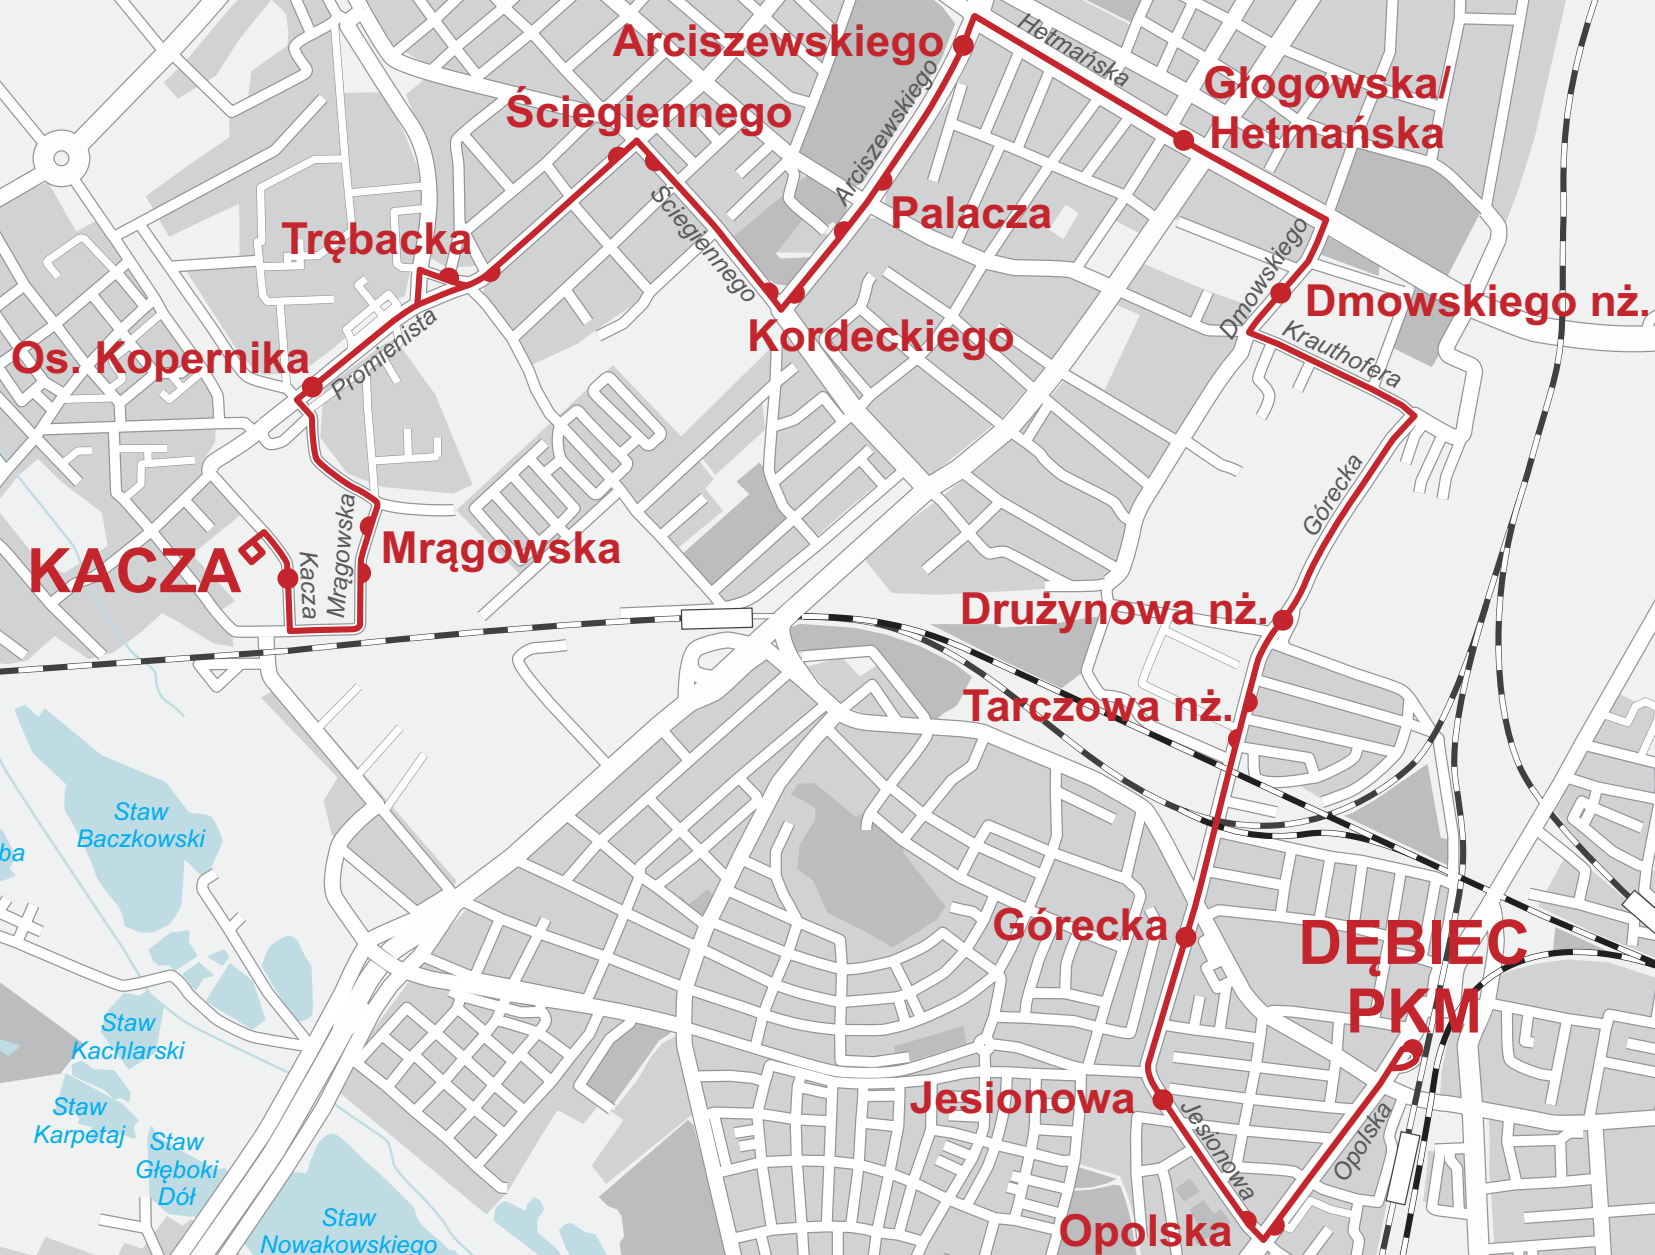 Hetmańska
Arciszewskiego
Głogowska/
Hetmańska
Ściegiennego
Arciszewskiego
Ściegiennego
Palacza
Trębacka
Dmowskiego
Dmowskiego nż.
Kordeckiego
Krauthofera
Os. Kopernika
Promienista
Górecka
Mrągowska
Mrągowska
KACZA
Kacza
Drużynowa nż.
Tarczowa nż.
Staw
Baczkowski
ba
Górecka
DĘBIEC
PKM
Staw
Kachlarski
Staw
Karpetaj
Jesionowa
Jesionowa
Opolska
Staw
Głęboki
Dół
Staw
Nowakowskiego
Opolska